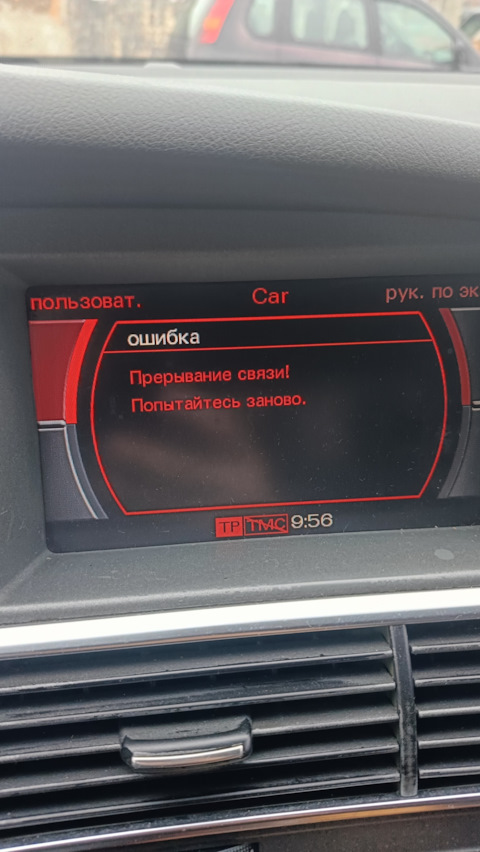 пользоват. Car рук. по эк
ошибка
Прерывание связи!
Попытайтесь заново.
TP TMC 9:56